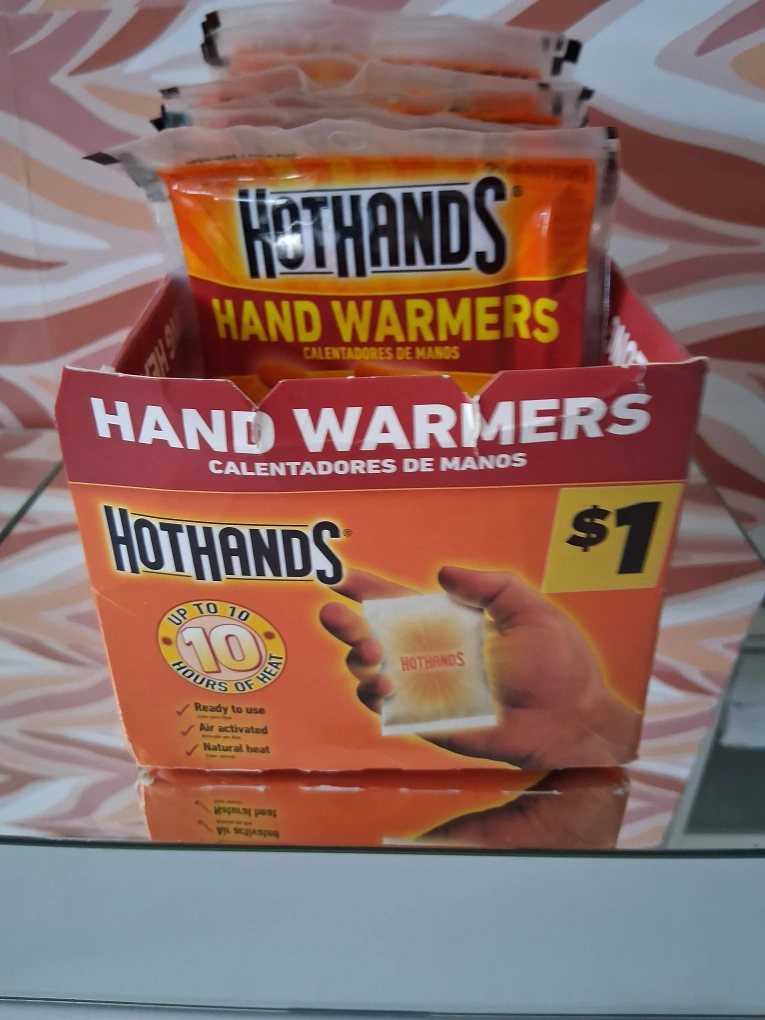 HOTHANDS®
HAND WARMERS
CALENTADORES DE MANOS
HAND WARMERS
CALENTADORES DE MANOS
HOTHANDS®
$1
UP TO 10
10
HOURS OF HEAT
HOTHANDS
Ready to use
Air activated
Natural heat